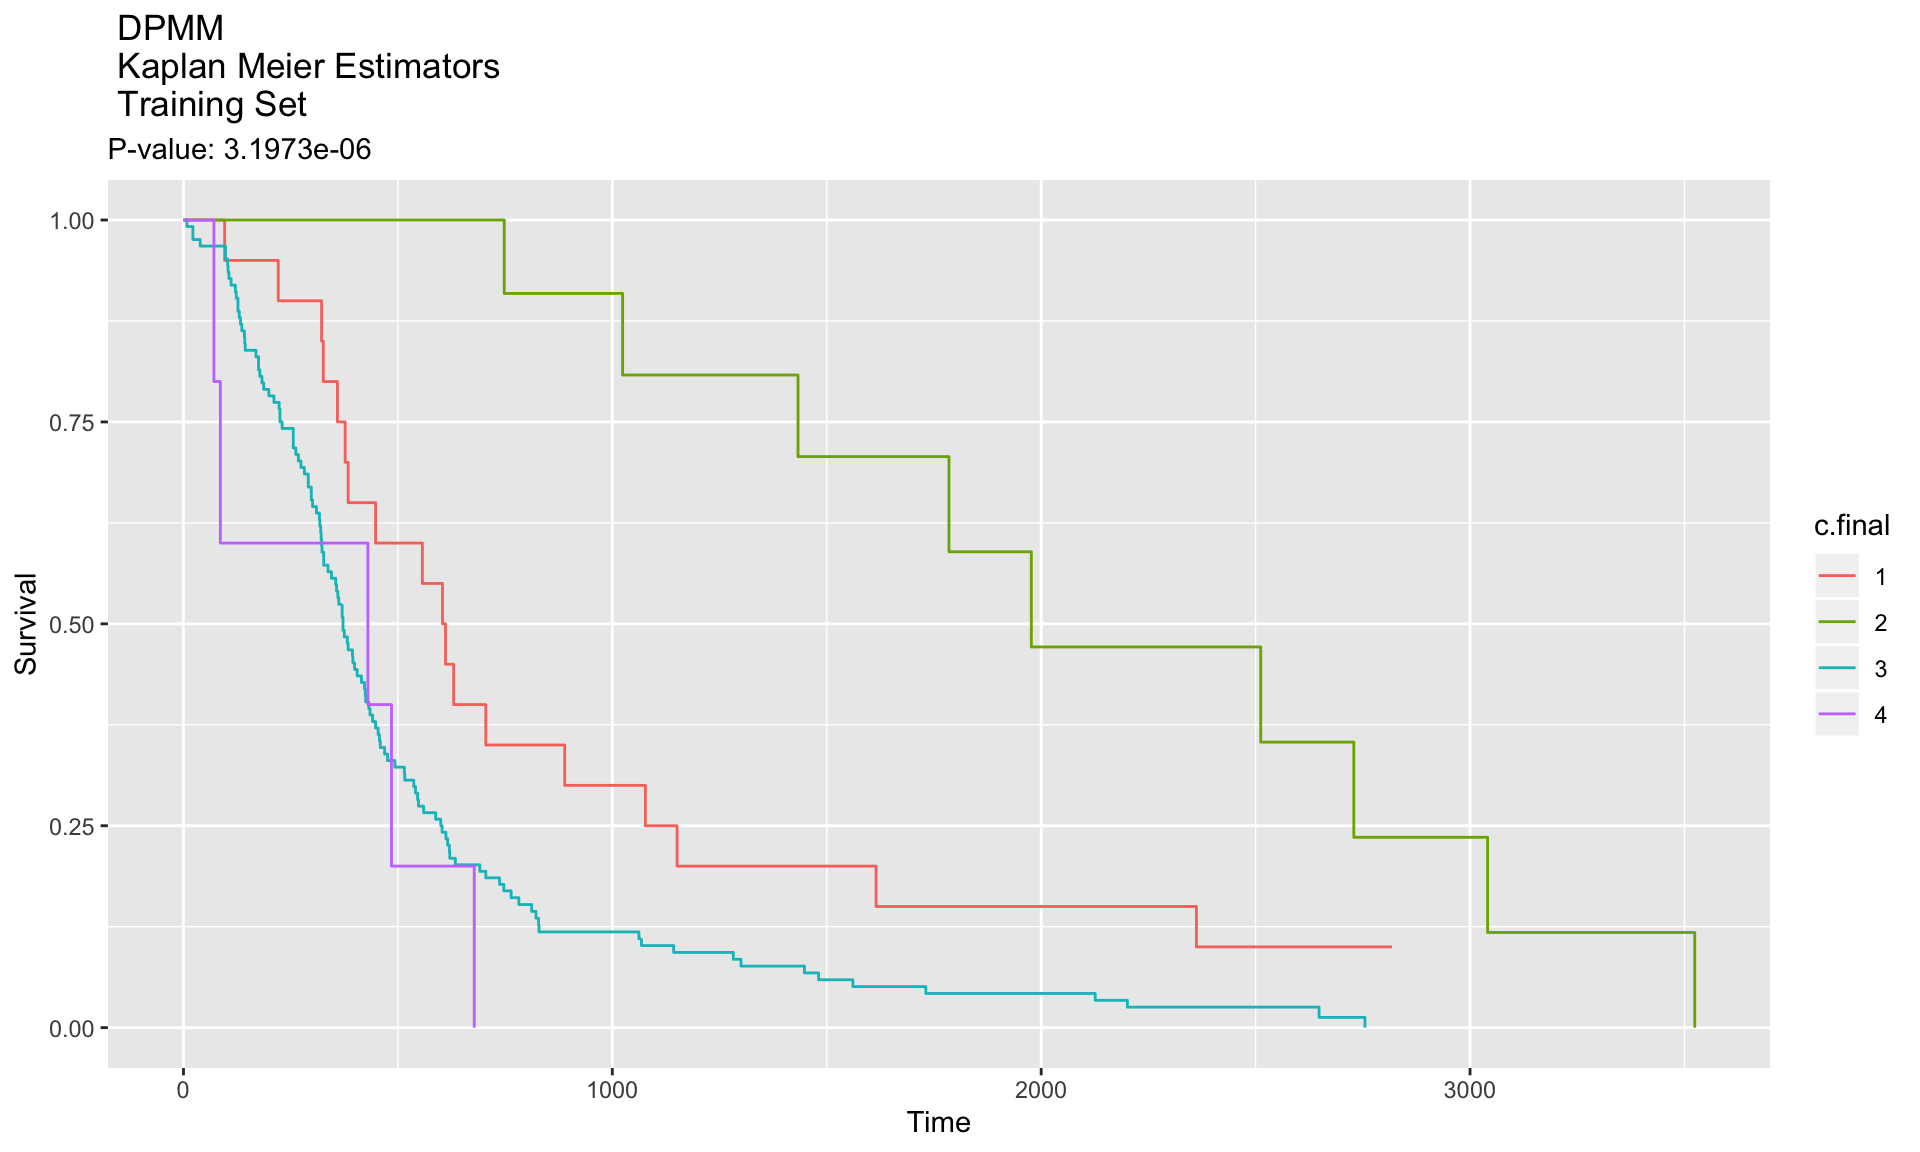 DPMM
Kaplan Meier Estimators
Training Set
P-value: 3.1973e-06
1.00
0.75
0.50
0.25
0.00
Survival
0
1000
2000
3000
Time
c.final
1
2
3
4